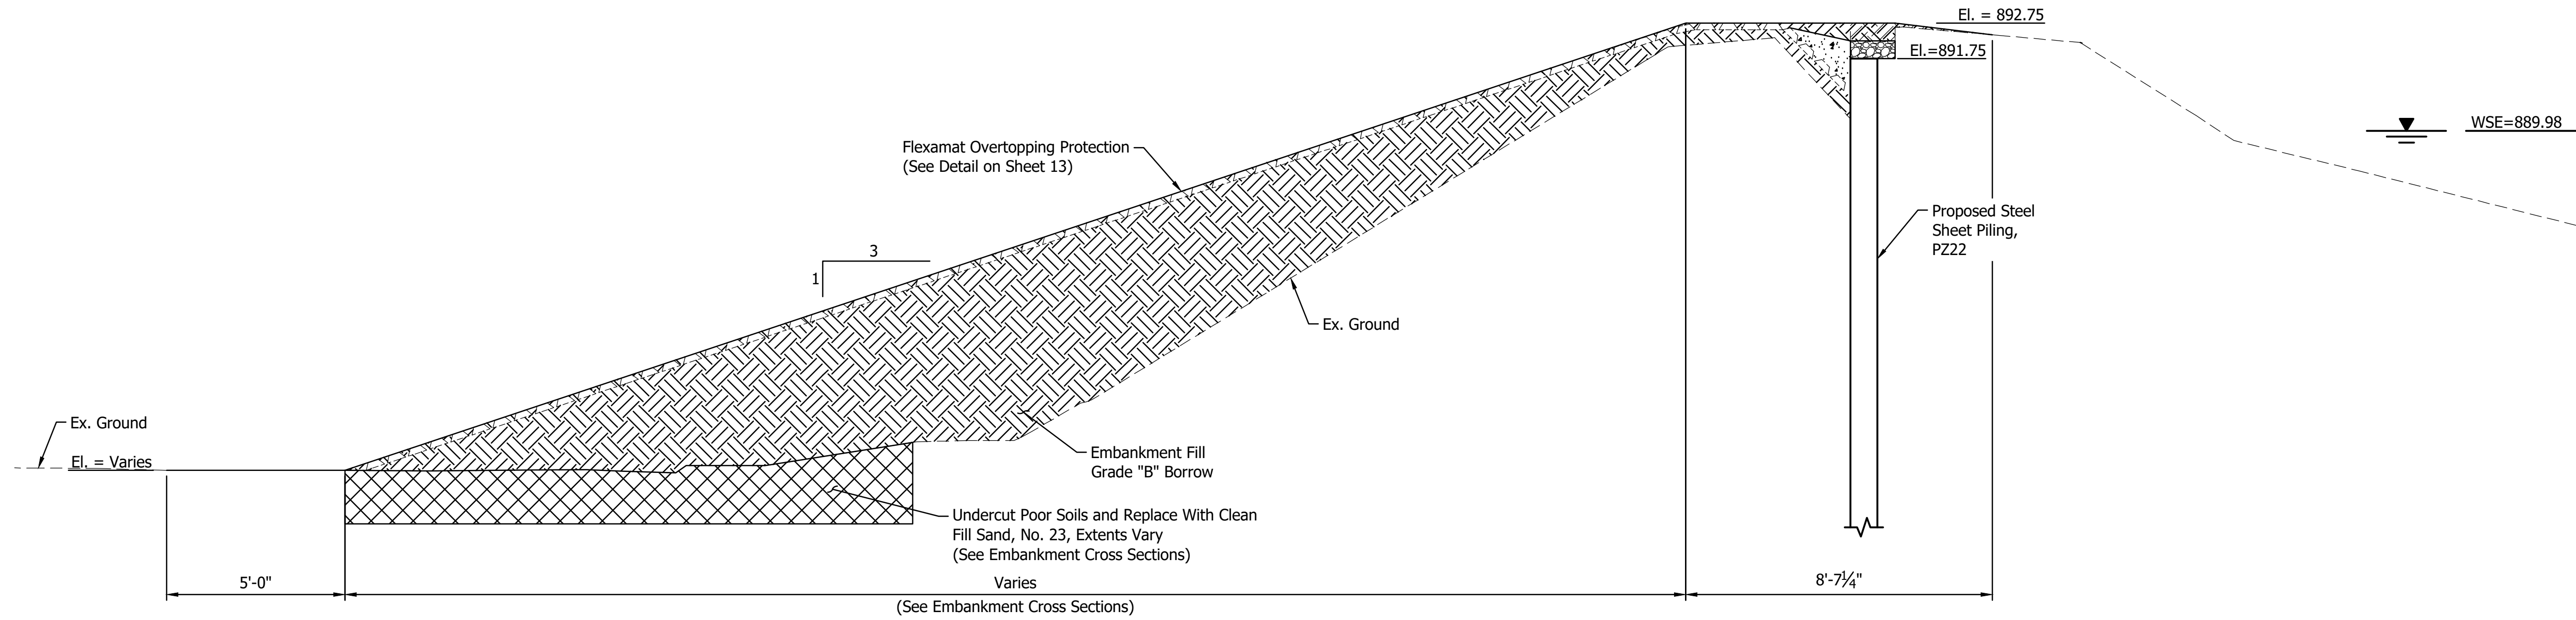 El. = 892.75
El.=891.75
WSE=889.98
Flexamat Overtopping Protection
(See Detail on Sheet 13)
Proposed Steel
Sheet Piling,
PZ22
3
1
Ex. Ground
Ex. Ground
El. = Varies
Embankment Fill
Grade "B" Borrow
Undercut Poor Soils and Replace With Clean
Fill Sand, No. 23, Extents Vary
(See Embankment Cross Sections)
5'-0"
Varies
(See Embankment Cross Sections)
8'-7¼"